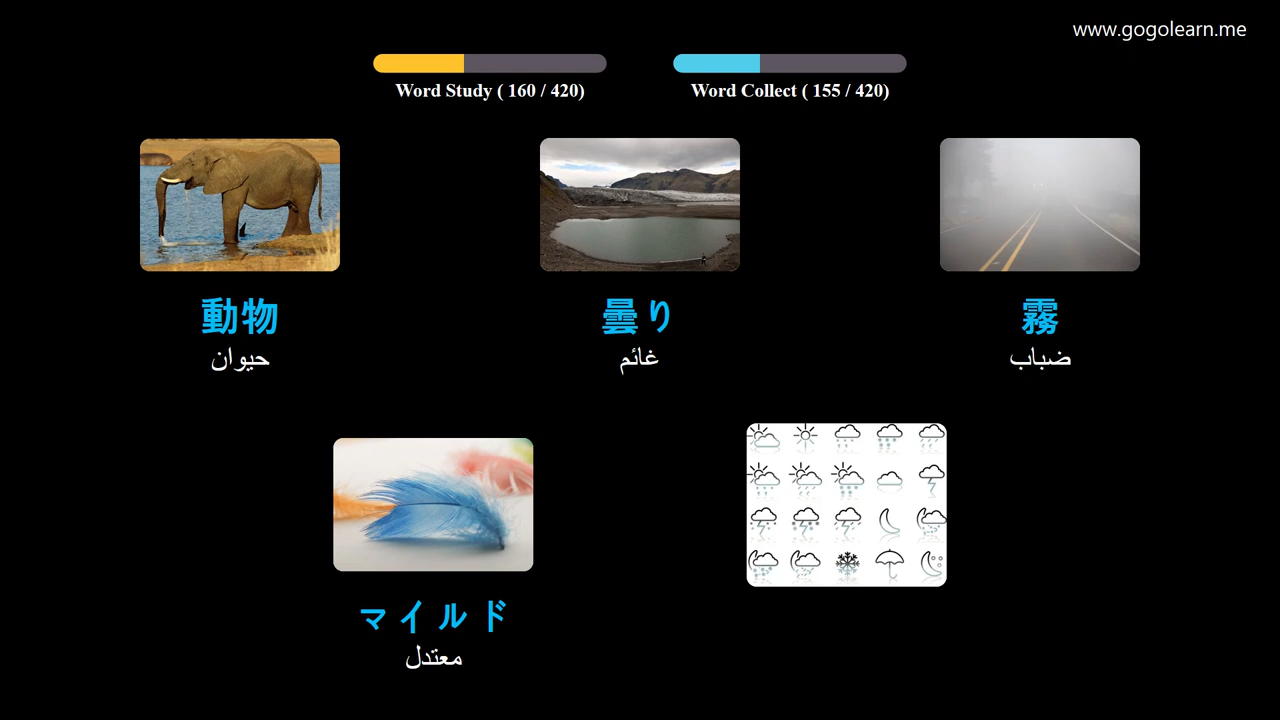 www.gogolearn.me
Word Study ( 160 / 420)
Word Collect ( 155 / 420)
動物
حيوان
曇り
غائم
霧
ضباب
マイルド
معتدل